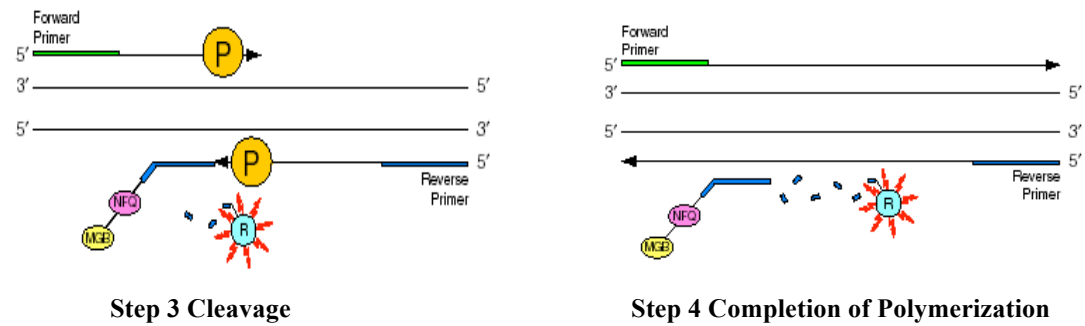 Forward
Primer
5′
P
3′
5′
5′
3′
P
5′
Reverse
Primer
NFQ
R
MGB
Step 3 Cleavage
Forward
Primer
5′
3′
5′
5′
3′
5′
Reverse
Primer
R
NFQ
MGB
Step 4 Completion of Polymerization